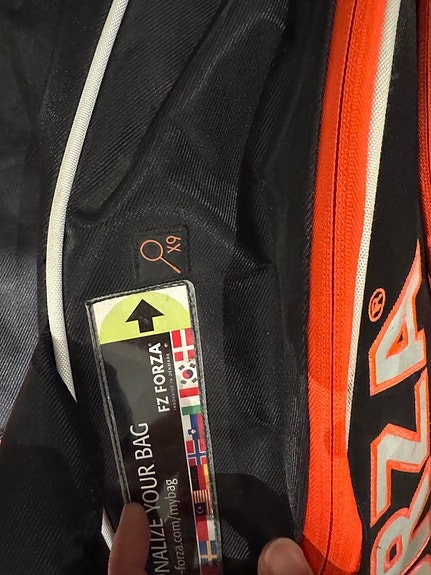 X9
FZ FORZA®
NALIZE YOUR BAG
-forza.com/mybag
RZA®